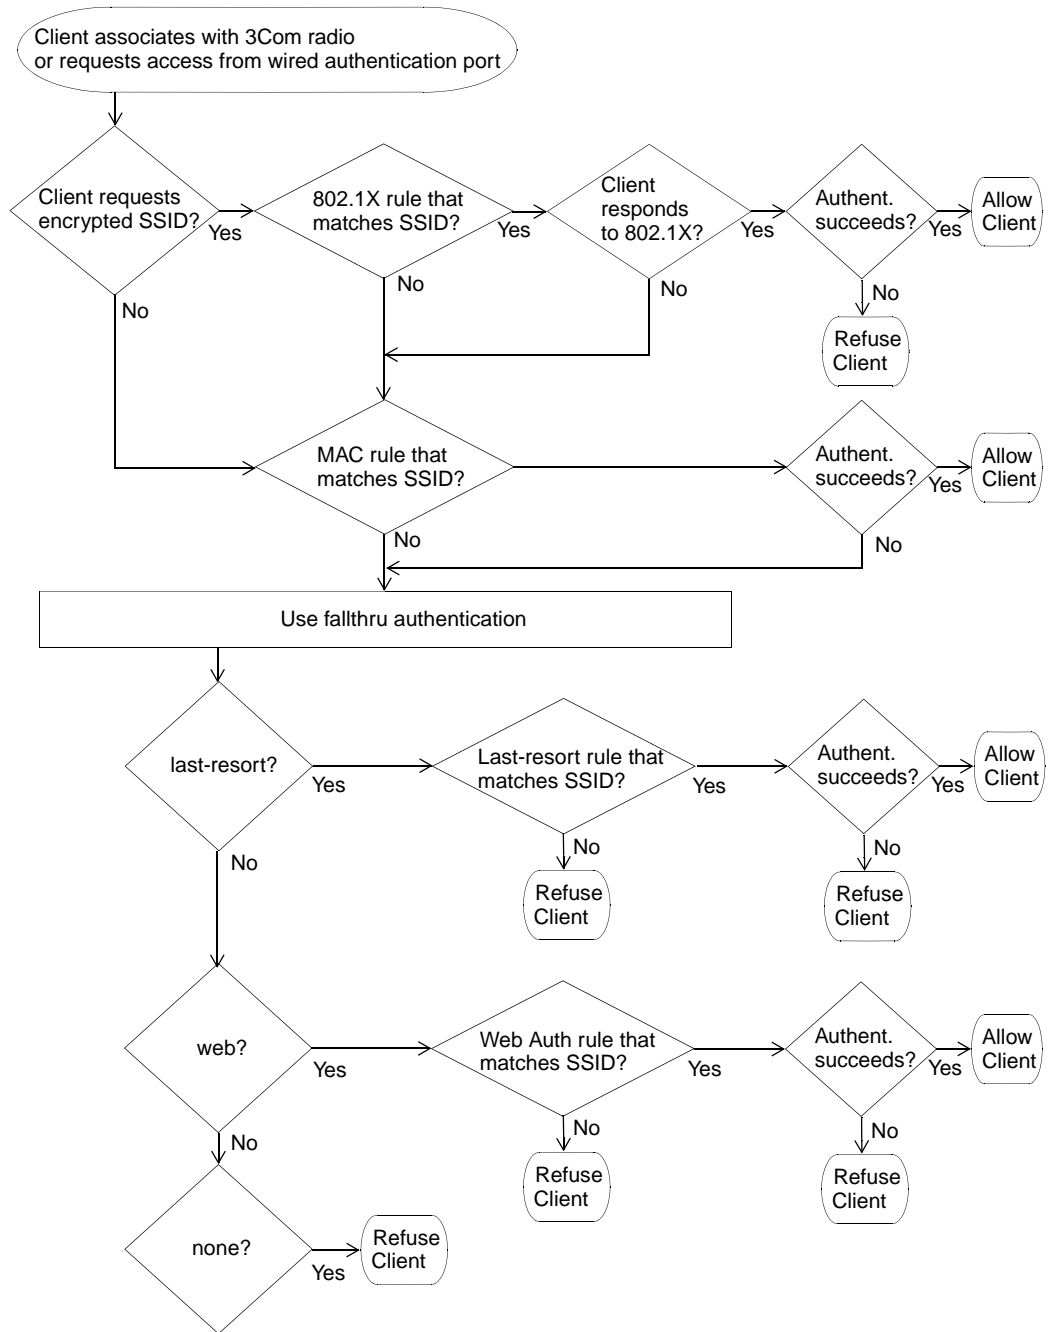 Client associates with 3Com radio
or requests access from wired authentication port
Client requests
encrypted SSID?
Yes
No
802.1X rule that
matches SSID?
Yes
No
Client
responds
to 802.1X?
Yes
No
Authent.
succeeds?
Yes
No
Allow
Client
Refuse
Client
MAC rule that
matches SSID?
No
Authent.
succeeds?
Yes
No
Allow
Client
Use fallthru authentication
last-resort?
Yes
No
Last-resort rule that
matches SSID?
Yes
No
Refuse
Client
Authent.
succeeds?
Yes
No
Refuse
Client
Allow
Client
web?
Yes
No
Web Auth rule that
matches SSID?
Yes
No
Refuse
Client
Authent.
succeeds?
Yes
No
Refuse
Client
Allow
Client
none?
Yes
Refuse
Client